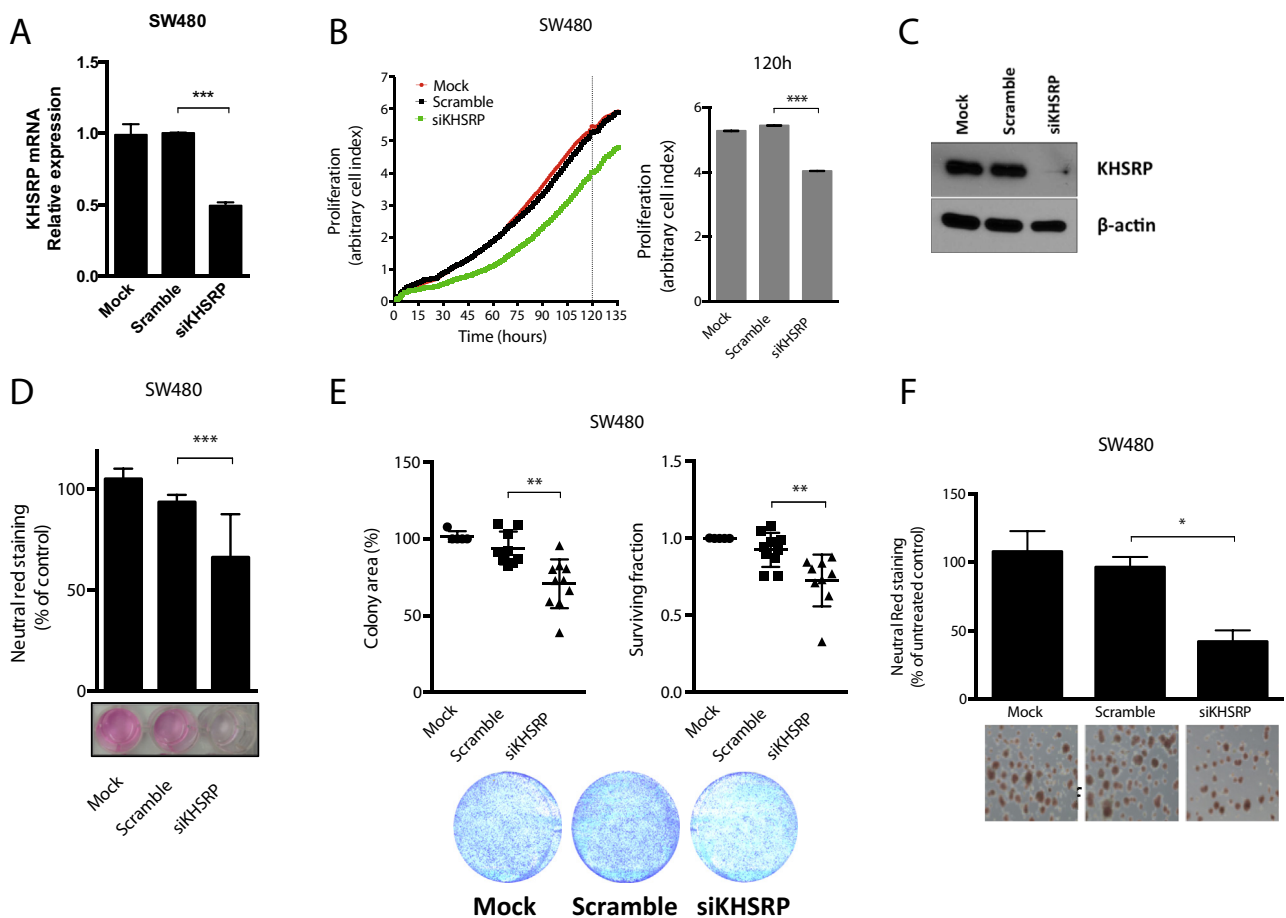 A
SW480
KHSRP mRNA
Relative expression
1.5
1.0
0.5
0.0
***
Mock
Sramble
siKHSRP
B
SW480
Mock
Scramble
siKHSRP
Proliferation
(arbitrary cell index)
7
6
5
4
3
2
1
0
0 15 30 45 60 75 90 105 120 135
Time (hours)
120h
***
Proliferation
(arbitrary cell index)
6
4
2
0
Mock
Scramble
siKHSRP
C
Mock
Scramble
siKHSRP
KHSRP
β-actin
D
SW480
***
Neutral red staining
(% of control)
100
50
0
Mock
Scramble
siKHSRP
E
SW480
Colony area (%)
150
100
50
0
**
Mock
Scramble
siKHSRP
Surviving fraction
1.5
1.0
0.5
0.0
**
Mock
Scramble
siKHSRP
Mock Scramble siKHSRP
F
SW480
Neutral Red staining
(% of untreated control)
150
100
50
0
*
Mock Scramble siKHSRP
f